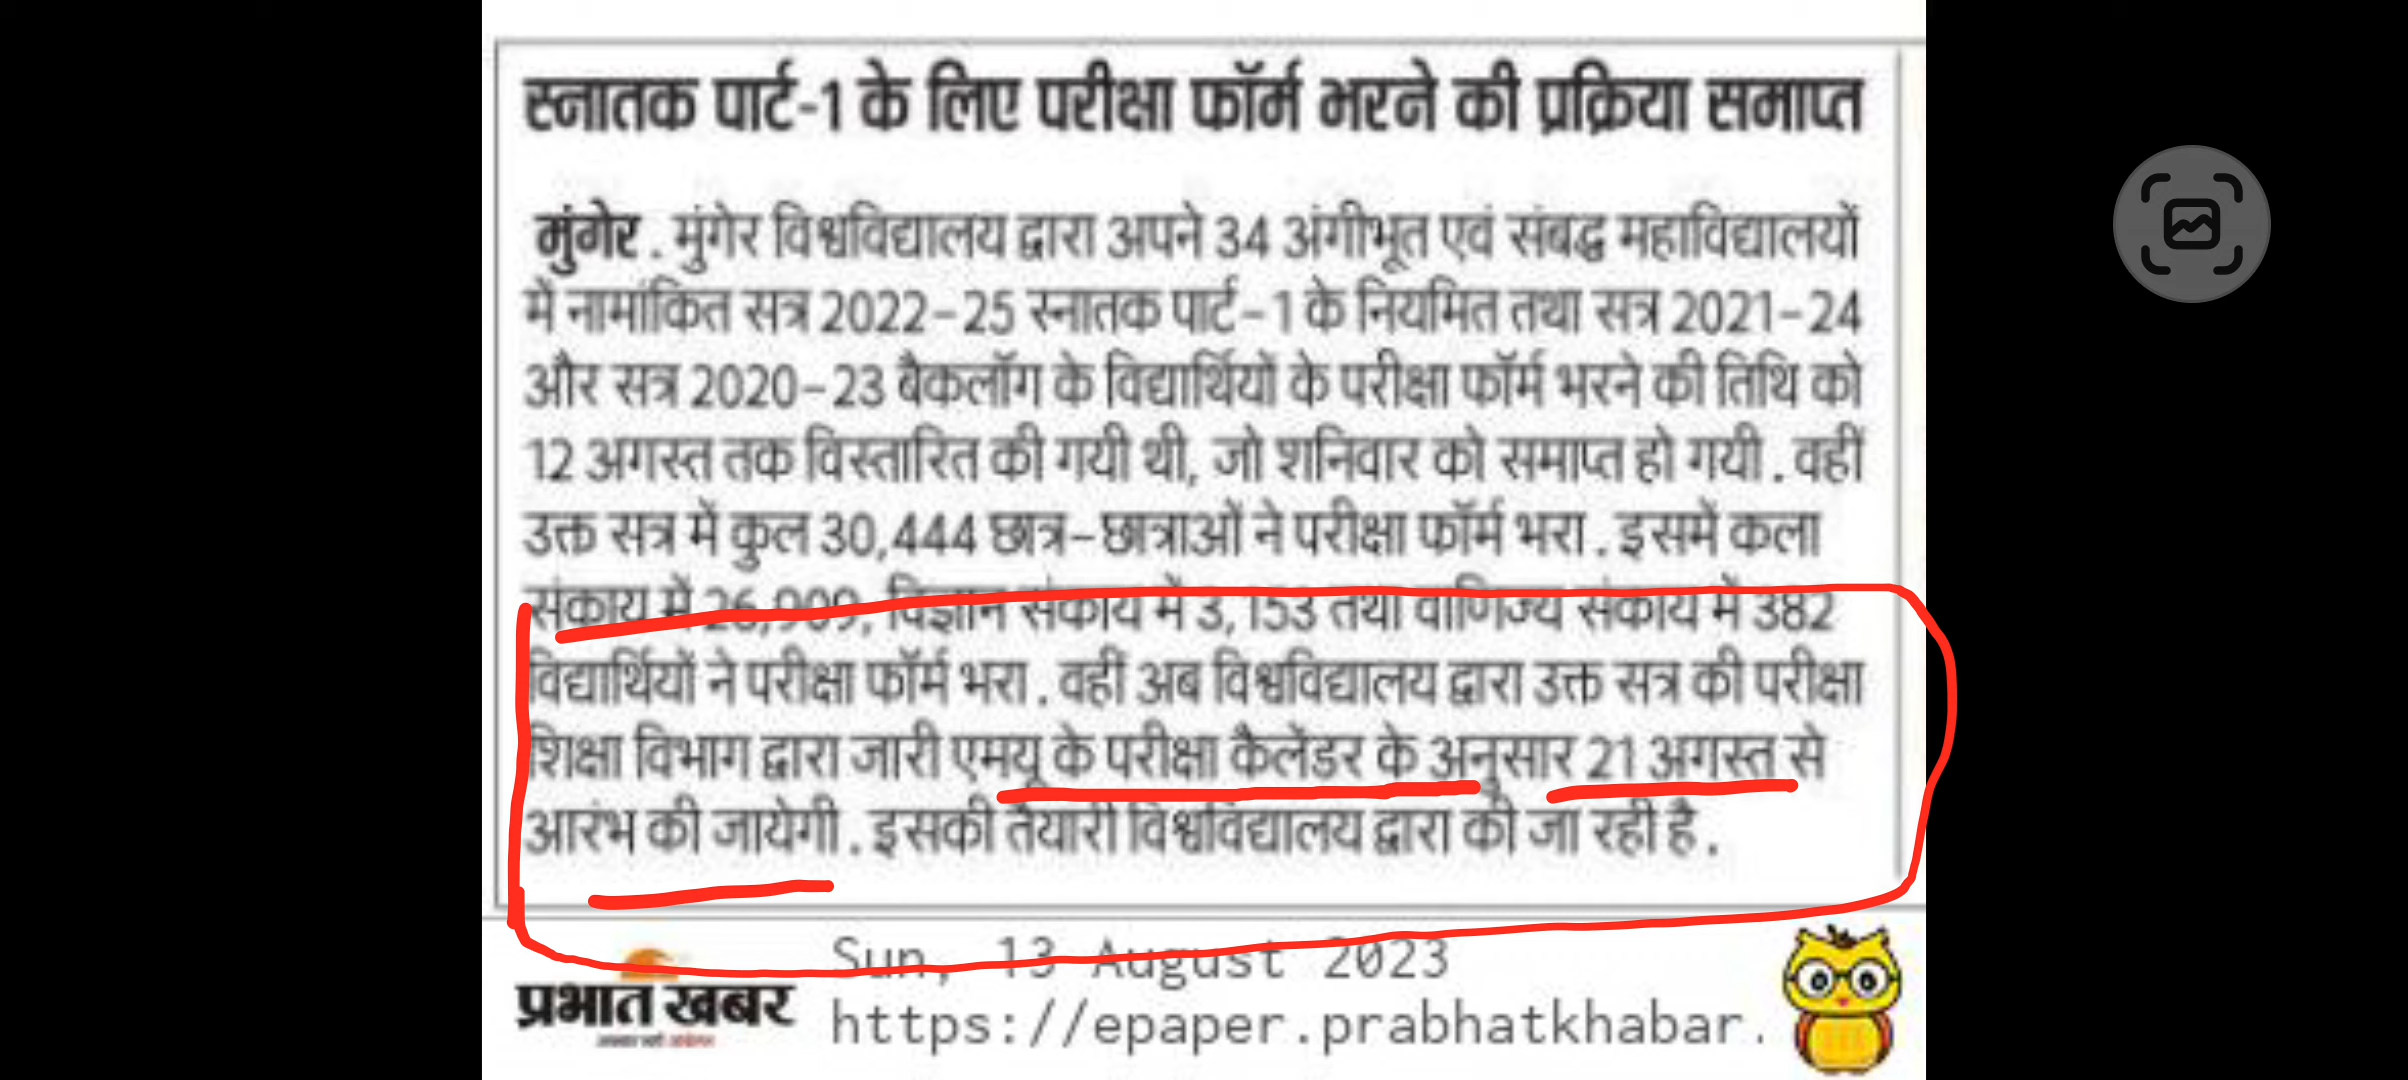 स्नातक पार्ट-1 के लिए परीक्षा फॉर्म भरने की प्रक्रिया समाप्त
मुंगेर . मुंगेर विश्वविद्यालय द्वारा अपने 34 अंगीभूत एवं संबद्ध महाविद्यालयों
में नामांकित सत्र 2022-25 स्नातक पार्ट-1 के नियमित तथा सत्र 2021-24
और सत्र 2020-23 बैकलॉग के विद्यार्थियों के परीक्षा फॉर्म भरने की तिथि को
12 अगस्त तक विस्तारित की गयी थी, जो शनिवार को समाप्त हो गयी . वहीं
उक्त सत्र में कुल 30,444 छात्र-छात्राओं ने परीक्षा फॉर्म भरा . इसमें कला
संकाय में 26,909, विज्ञान संकाय में 3,153 तथा वाणिज्य संकाय में 382
विद्यार्थियों ने परीक्षा फॉर्म भरा . वहीं अब विश्वविद्यालय द्वारा उक्त सत्र की परीक्षा
शिक्षा विभाग द्वारा जारी एमयू के परीक्षा कैलेंडर के अनुसार 21 अगस्त से
आरंभ की जायेगी . इसकी तैयारी विश्वविद्यालय द्वारा की जा रही है .
प्रभात खबर
Sun, 13 August 2023
https://epaper.prabhatkhabar.